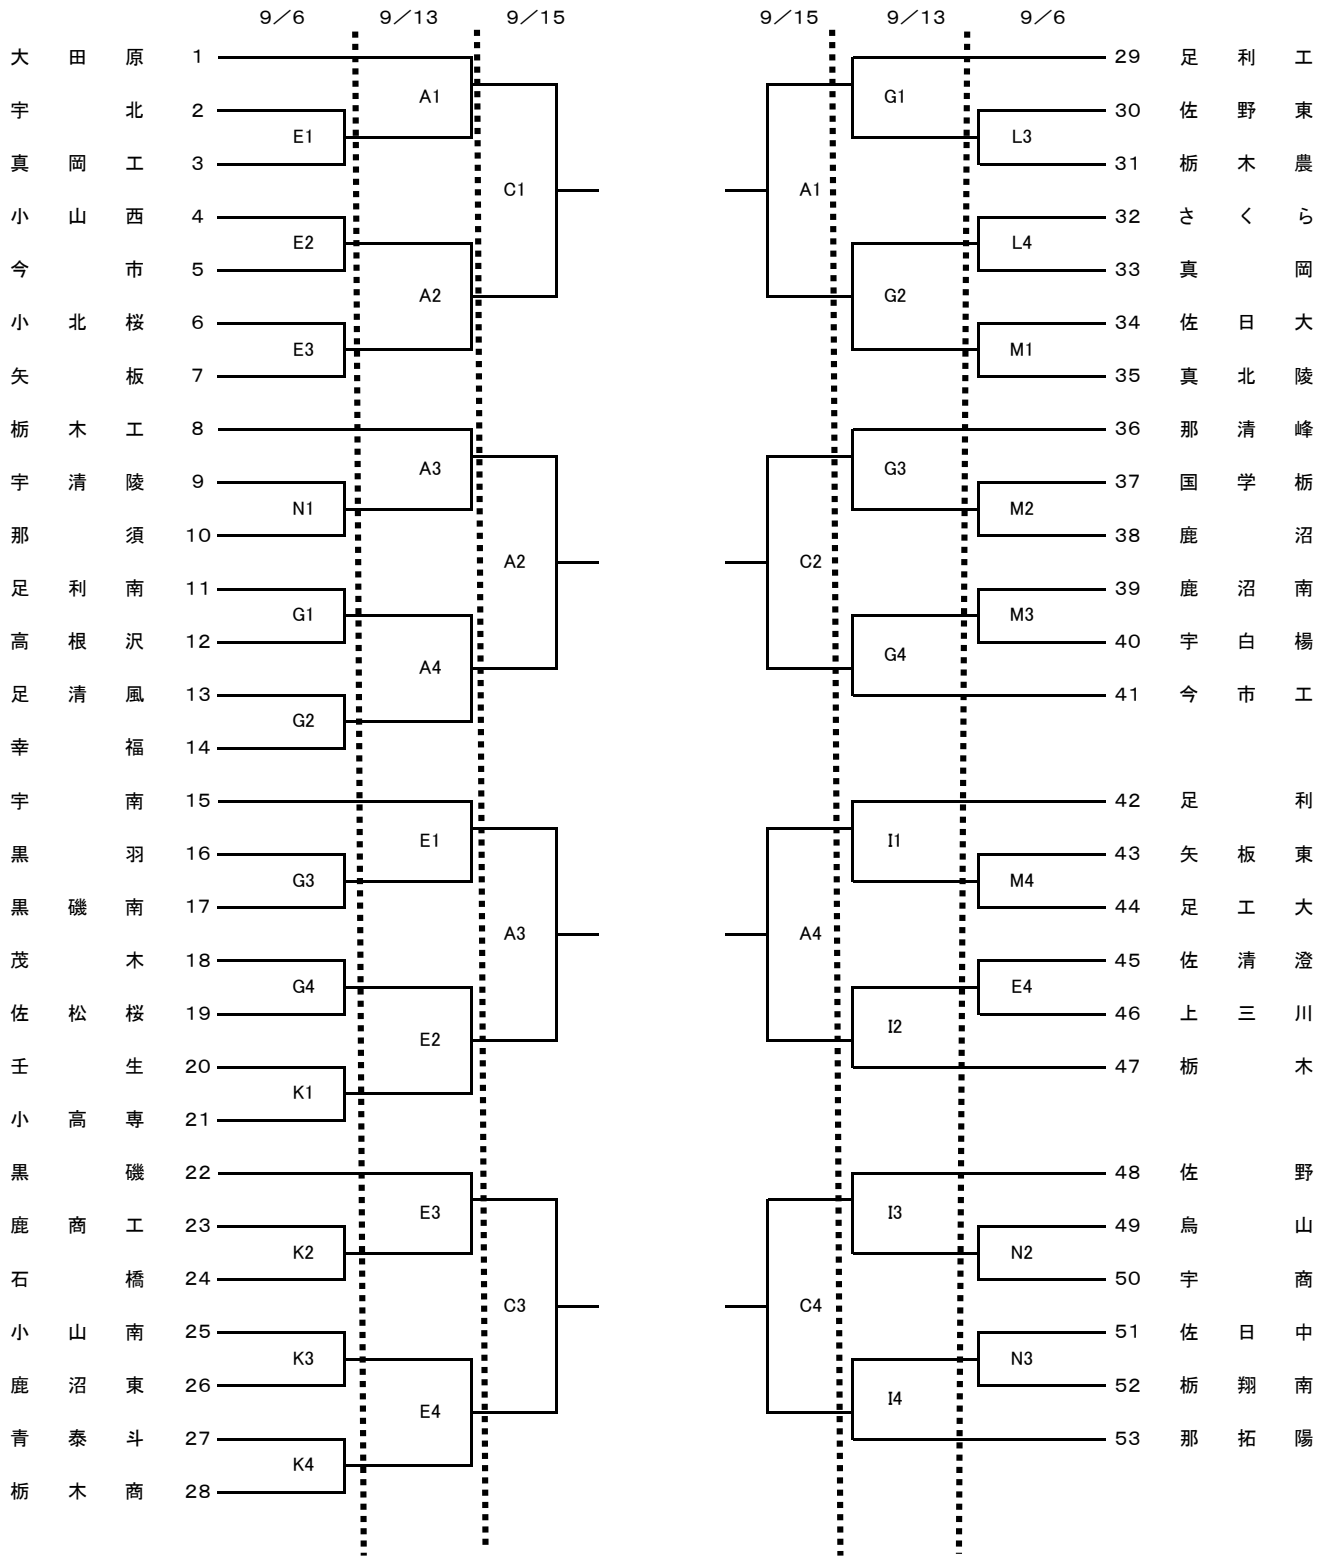 9／6 9／13 9／15 9／15 9／13 9／6
大田原 1 29 足利工
A1 G1
宇北 2 30 佐野東
E1 L3
真岡工 3 31 栃木農
C1 A1
小山西 4 32 さくら
E2 L4
今市 5 33 真岡
A2 G2
小北桜 6 34 佐日大
E3 M1
矢板 7 35 真北陵
栃木工 8 36 那清峰
A3 G3
宇清陵 9 37 国学栃
N1 M2
那須 10 38 鹿沼
A2 C2
足利南 11 39 鹿沼南
G1 M3
高根沢 12 40 宇白楊
A4 G4
足清風 13 41 今市工
G2
幸福 14
宇南 15 42 足利
E1 I1
黒羽 16 43 矢板東
G3 M4
黒磯南 17 44 足工大
A3 A4
茂木 18 45 佐清澄
G4 E4
佐松桜 19 46 上三川
E2 I2
壬生 20 47 栃木
K1
小高専 21
黒磯 22 48 佐野
E3 I3
鹿商工 23 49 烏山
K2 N2
石橋 24 50 宇商
C3 C4
小山南 25 51 佐日中
K3 N3
鹿沼東 26 52 栃翔南
E4 I4
青泰斗 27 53 那拓陽
K4
栃木商 28